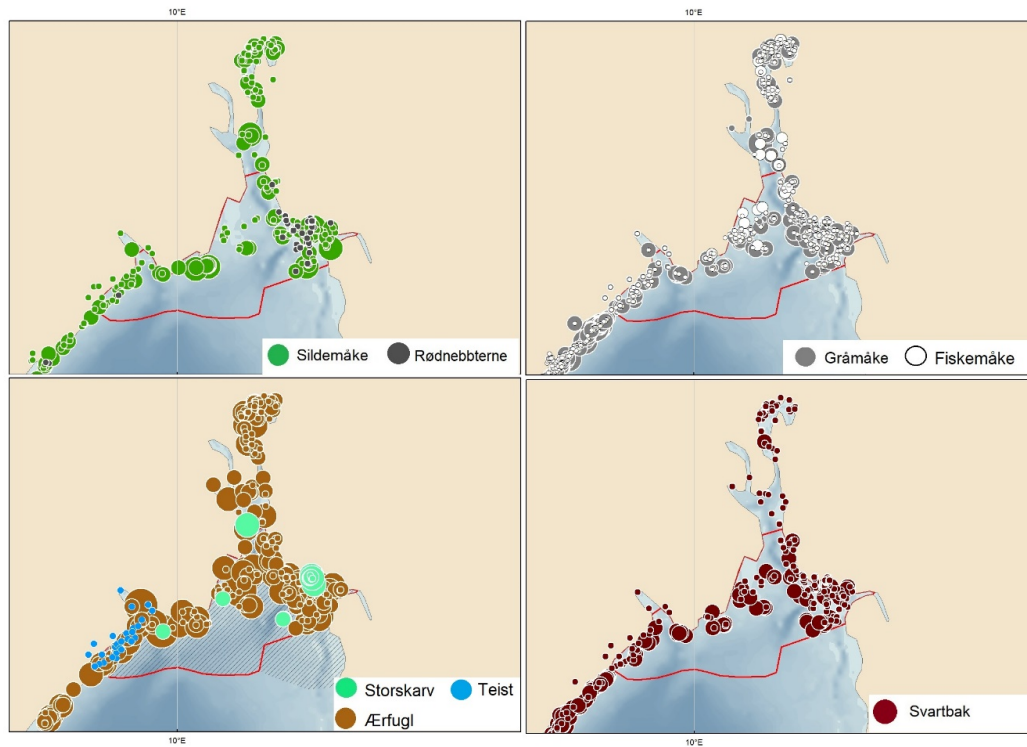 10°E
10°E
Sildemåke Rødnebbterne
Gråmåke Fiskemåke
Storskarv Teist
Ærfugl
Svartbak
10°E
10°E